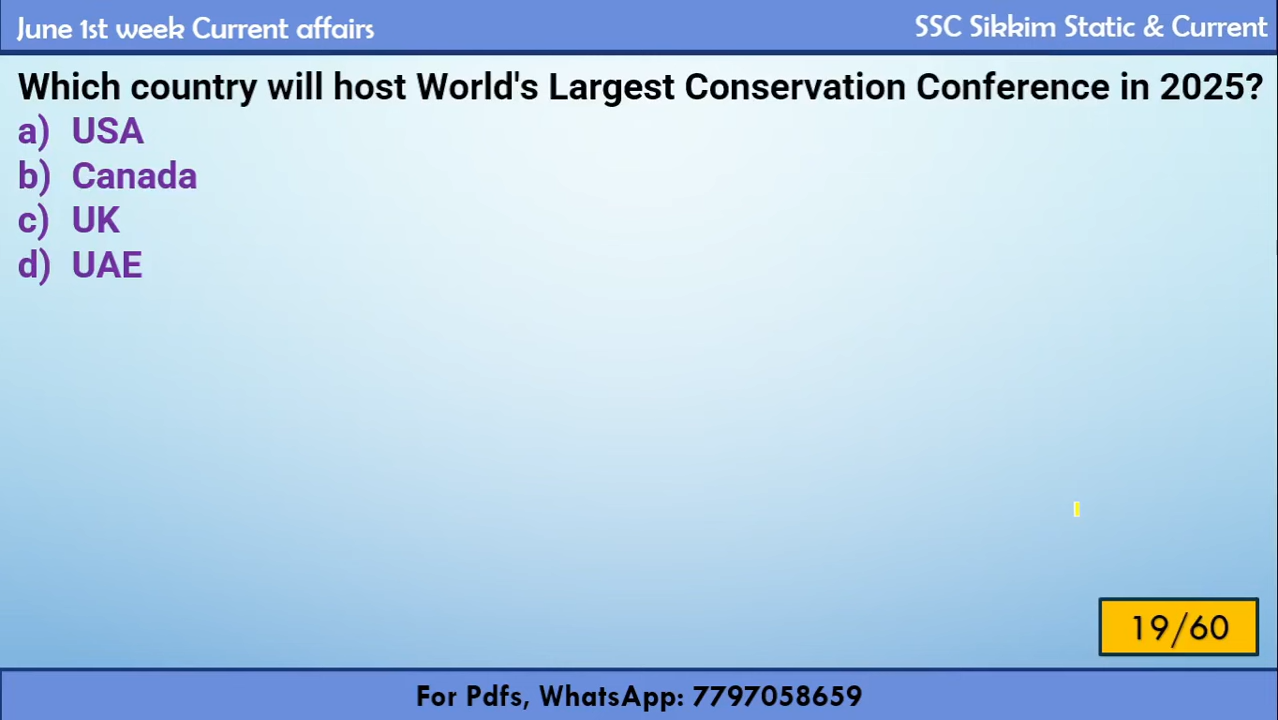 June 1st week Current affairs
SSC Sikkim Static & Current
Which country will host World's Largest Conservation Conference in 2025?
a) USA
b) Canada
c) UK
d) UAE
19/60
For Pdfs, WhatsApp: 7797058659